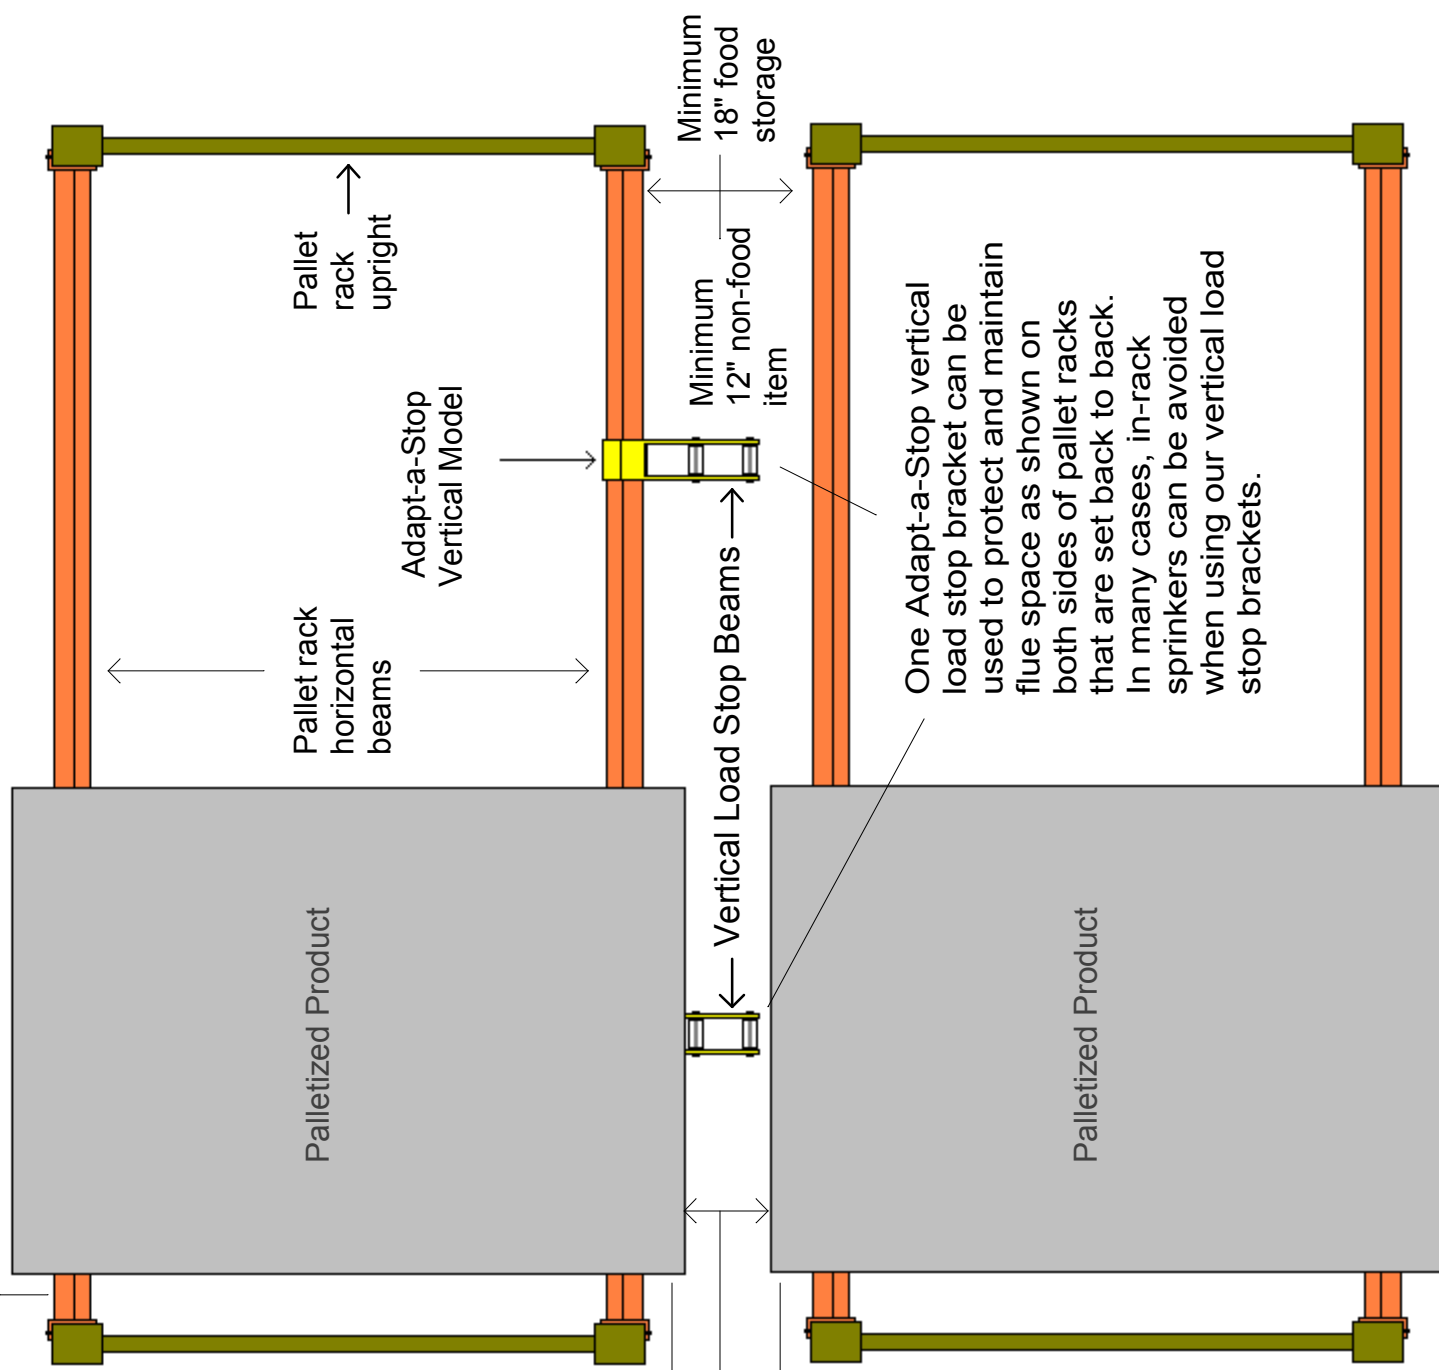 Minimum
18" food
storage
Pallet
rack
upright
Minimum
12" non-food
item
Adapt-a-Stop
Vertical Model
Pallet rack
horizontal
beams
Vertical Load Stop Beams
One Adapt-a-Stop vertical
load stop bracket can be
used to protect and maintain
flue space as shown on
both sides of pallet racks
that are set back to back.
In many cases, in-rack
sprinkers can be avoided
when using our vertical load
stop brackets.
Palletized Product
Palletized Product